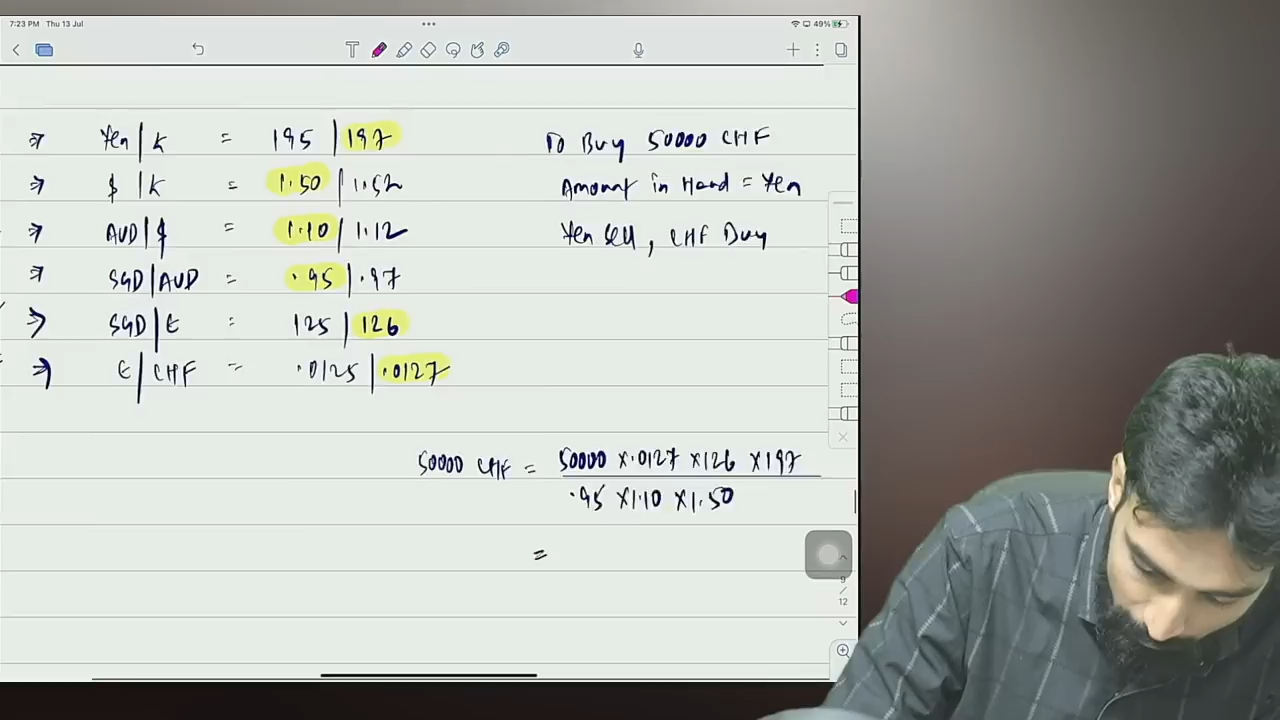 7:23 PM Thu 13 Jul
49%
⇒ Yen | K = 195 | 197
⇒ $ | K = 1.50 | 1.52
⇒ AUD | $ = 1.10 | 1.12
⇒ SGD | AUD = .95 | .97
⇒ SGD | £ = 125 | 126
⇒ € | CHF = .0125 | .0127
To Buy 50000 CHF
Amount in Hand = Yen
Yen Sell, CHF Buy
50000 CHF = 50000 x .0127 x 126 x 197
.95 x 1.10 x 1.50
=
9
/
12